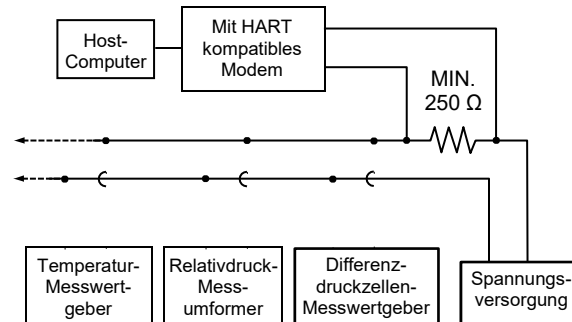 Host-
Computer
Mit HART
kompatibles
Modem
MIN.
250 Ω
Temperatur-
Messwert-
geber
Relativdruck-
Mess-
umformer
Differenz-
druckzellen-
Messwertgeber
Spannungs-
versorgung